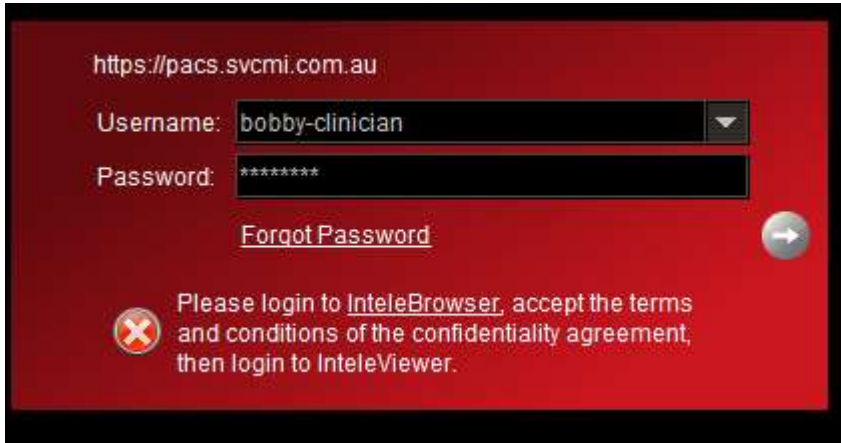 https://pacs.svcmi.com.au
Username: bobby-clinician
Password: ********
Forgot Password
Please login to InteleBrowser, accept the terms
and conditions of the confidentiality agreement,
then login to InteleViewer.